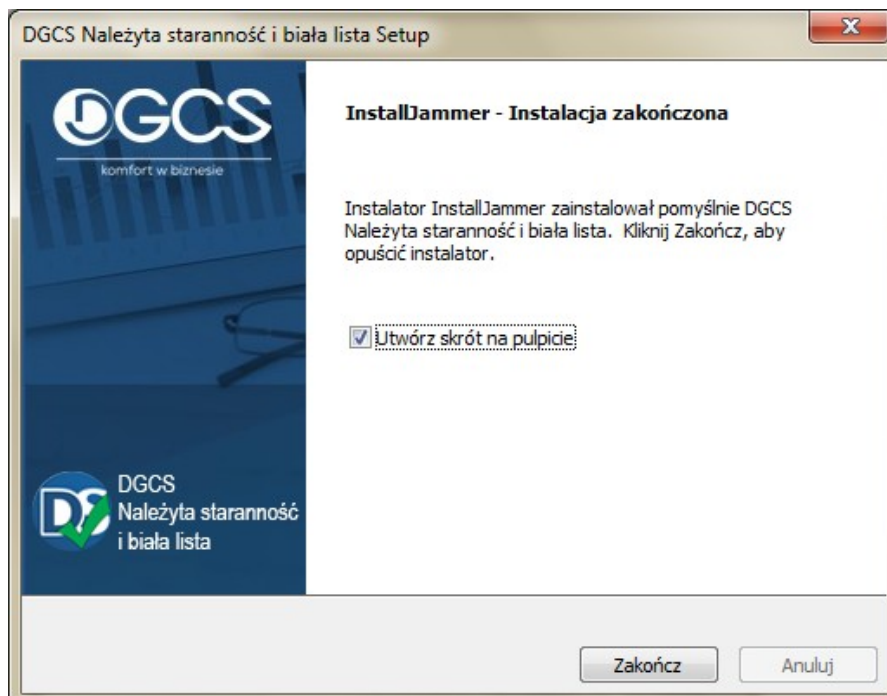 DGCS Należyta staranność i biała lista Setup
DGCS
komfort w biznesie
InstallJammer - Instalacja zakończona
Instalator InstallJammer zainstalował pomyślnie DGCS
Należyta staranność i biała lista. Kliknij Zakończ, aby
opuścić instalator.
Utwórz skrót na pulpicie
DS
DGCS
Należyta staranność
i biała lista
Zakończ
Anuluj